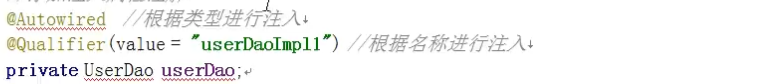 @Autowired //根据类型进行注入
@Qualifier(value = "userDaoImpl1") //根据名称进行注入
private UserDao userDao;